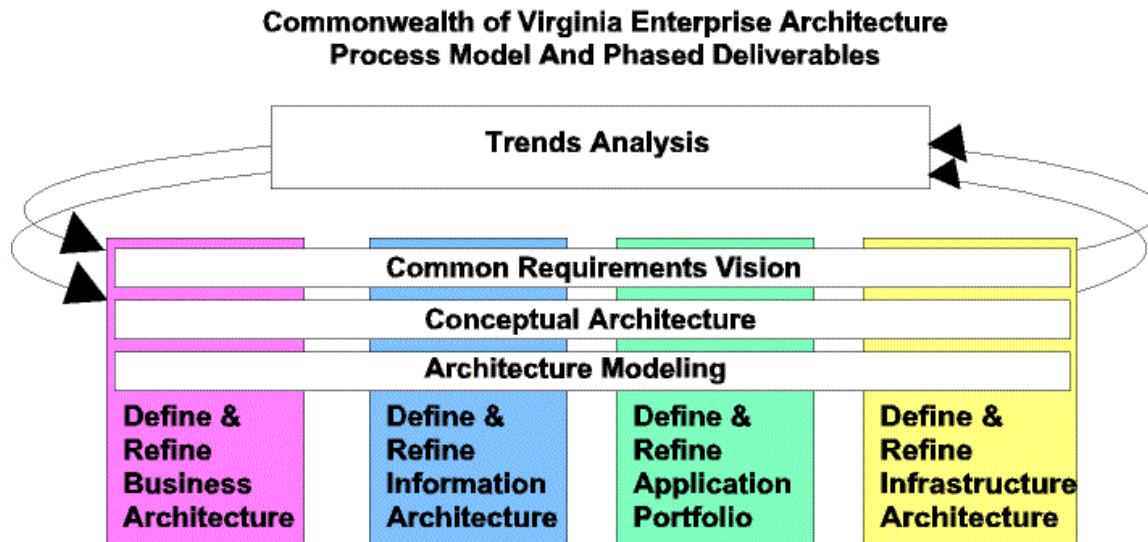 Commonwealth of Virginia Enterprise Architecture
Process Model And Phased Deliverables
Trends Analysis
Common Requirements Vision
Conceptual Architecture
Architecture Modeling
Define &
Refine
Business
Architecture
Define &
Refine
Information
Architecture
Define &
Refine
Application
Portfolio
Define &
Refine
Infrastructure
Architecture